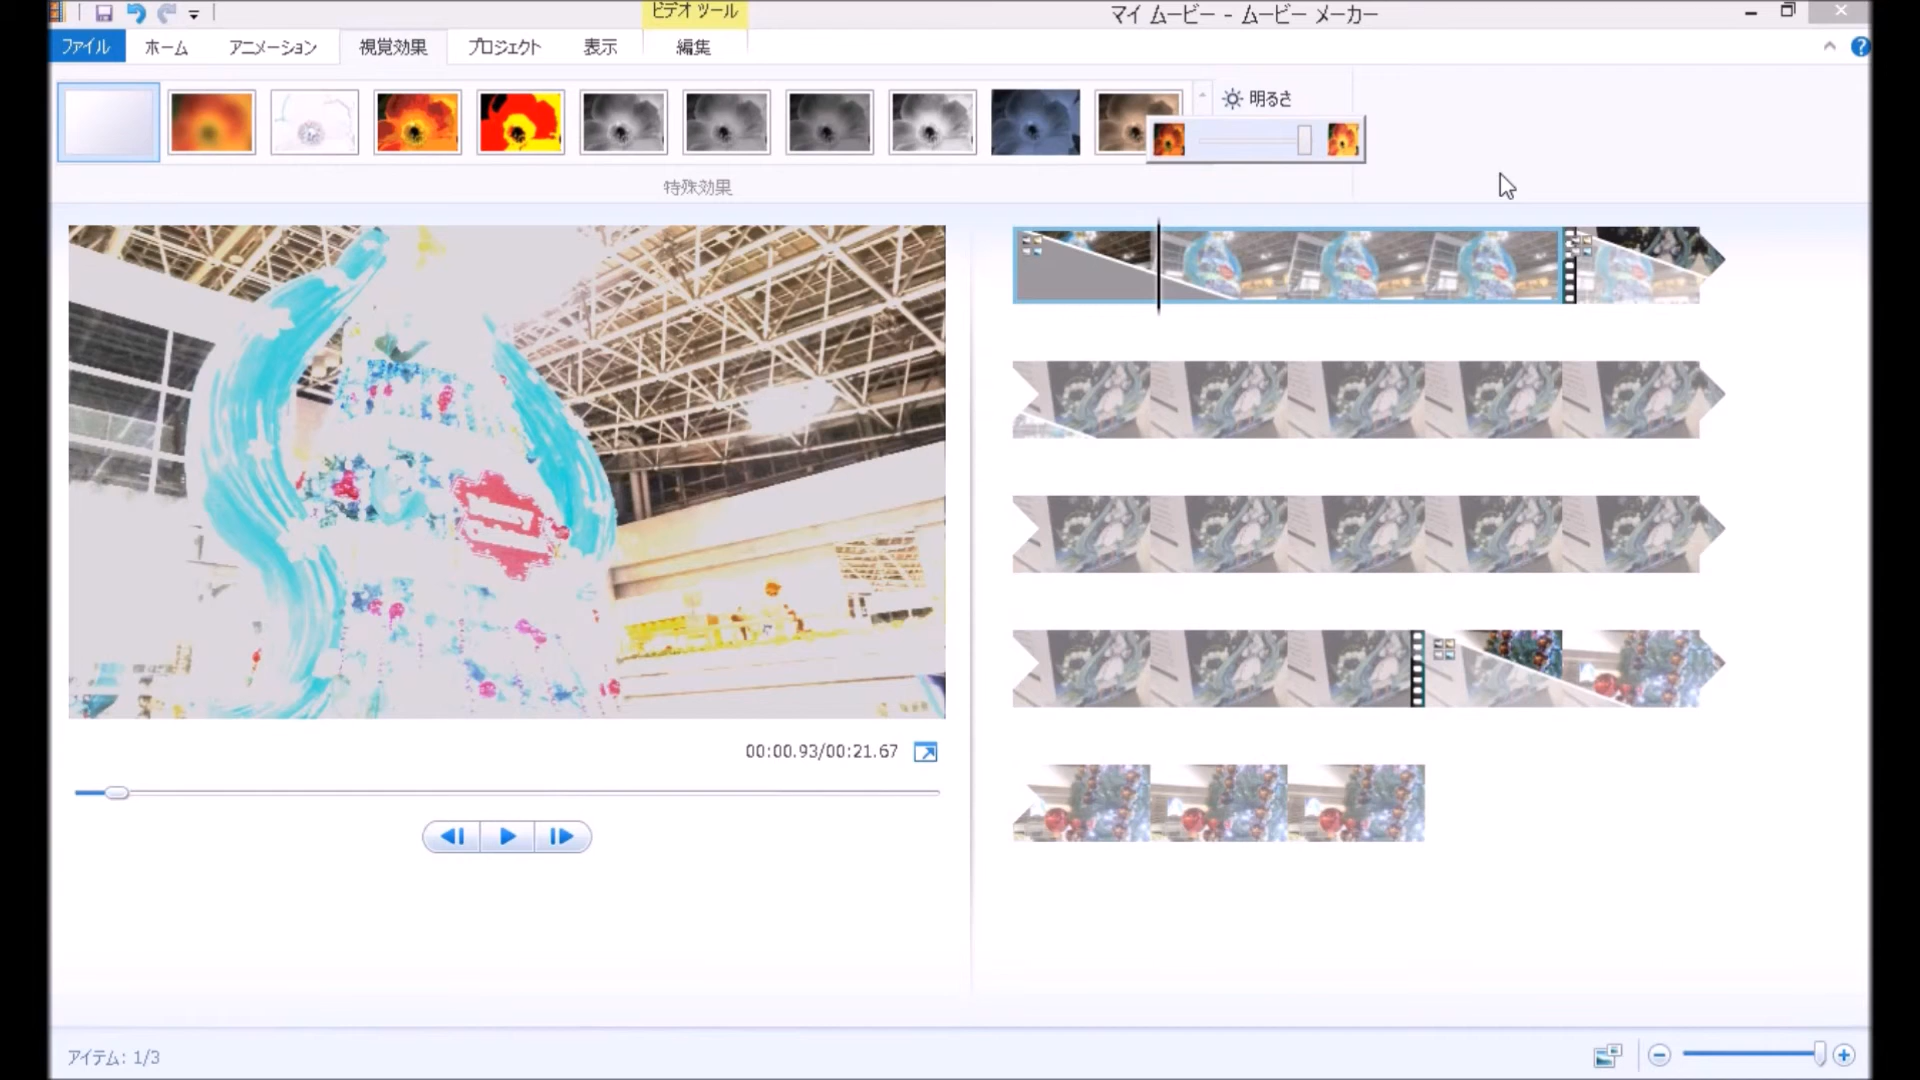 ビデオ ツール
マイ ムービー - ムービー メーカー
ファイル
ホーム
アニメーション
視覚効果
プロジェクト
表示
編集
明るさ
特殊効果
00:00.93/00:21.67
アイテム: 1/3